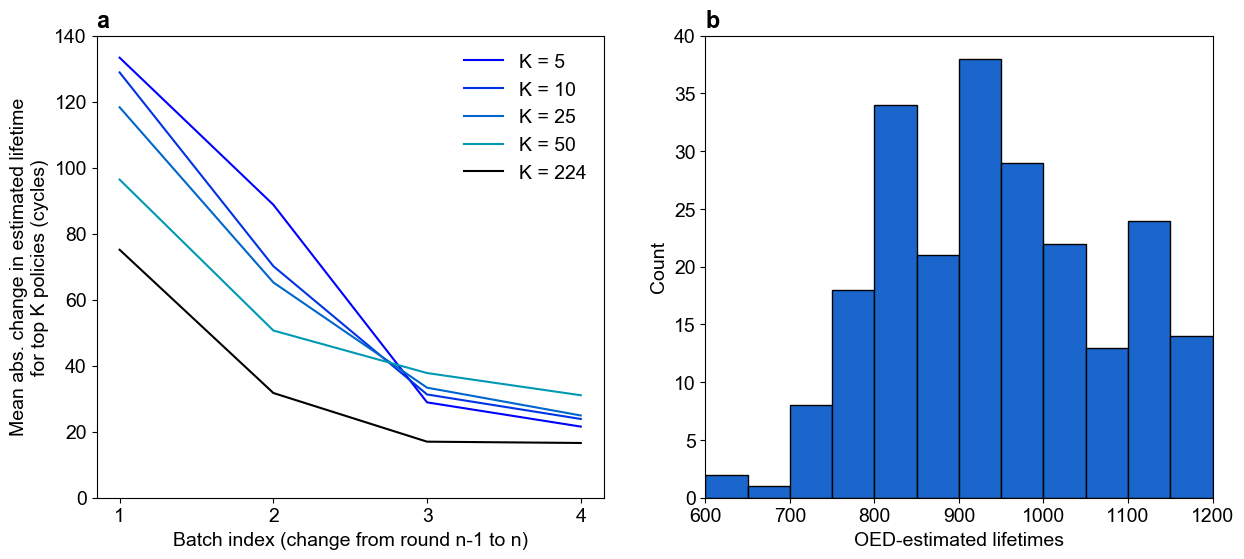 a
Mean abs. change in estimated lifetime
for top K policies (cycles)
140
120
100
80
60
40
20
0
K = 5
K = 10
K = 25
K = 50
K = 224
1
2
3
4
Batch index (change from round n-1 to n)
b
Count
40
35
30
25
20
15
10
5
0
600
700
800
900
1000
1100
1200
OED-estimated lifetimes